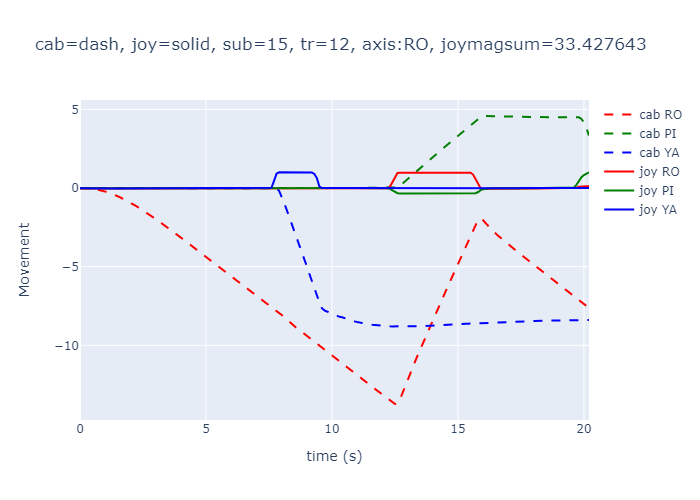 cab=dash, joy=solid, sub=15, tr=12, axis:RO, joymagsum=33.427643
5
0
−5
−10
Movement
0
5
10
15
20
time (s)
cab RO
cab PI
cab YA
joy RO
joy PI
joy YA